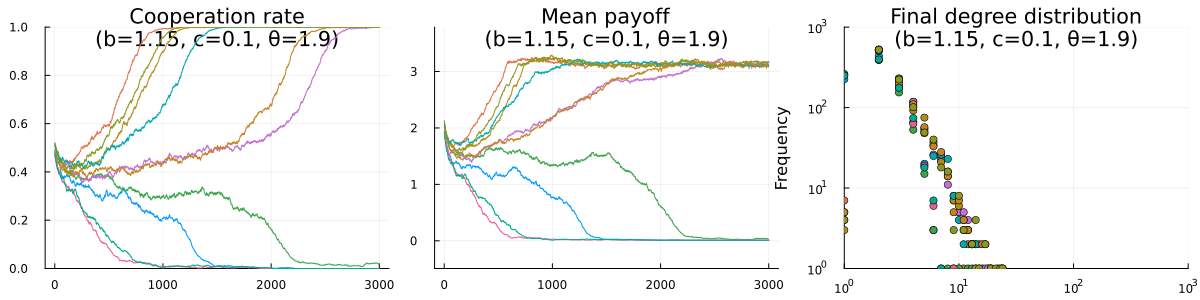 Cooperation rate
(b=1.15, c=0.1, θ=1.9)
1.0
0.8
0.6
0.4
0.2
0.0
0 1000 2000 3000
Mean payoff
(b=1.15, c=0.1, θ=1.9)
3
2
1
0
0 1000 2000 3000
Final degree distribution
(b=1.15, c=0.1, θ=1.9)
Frequency
10³
10²
10¹
10⁰
10⁰ 10¹ 10² 10³